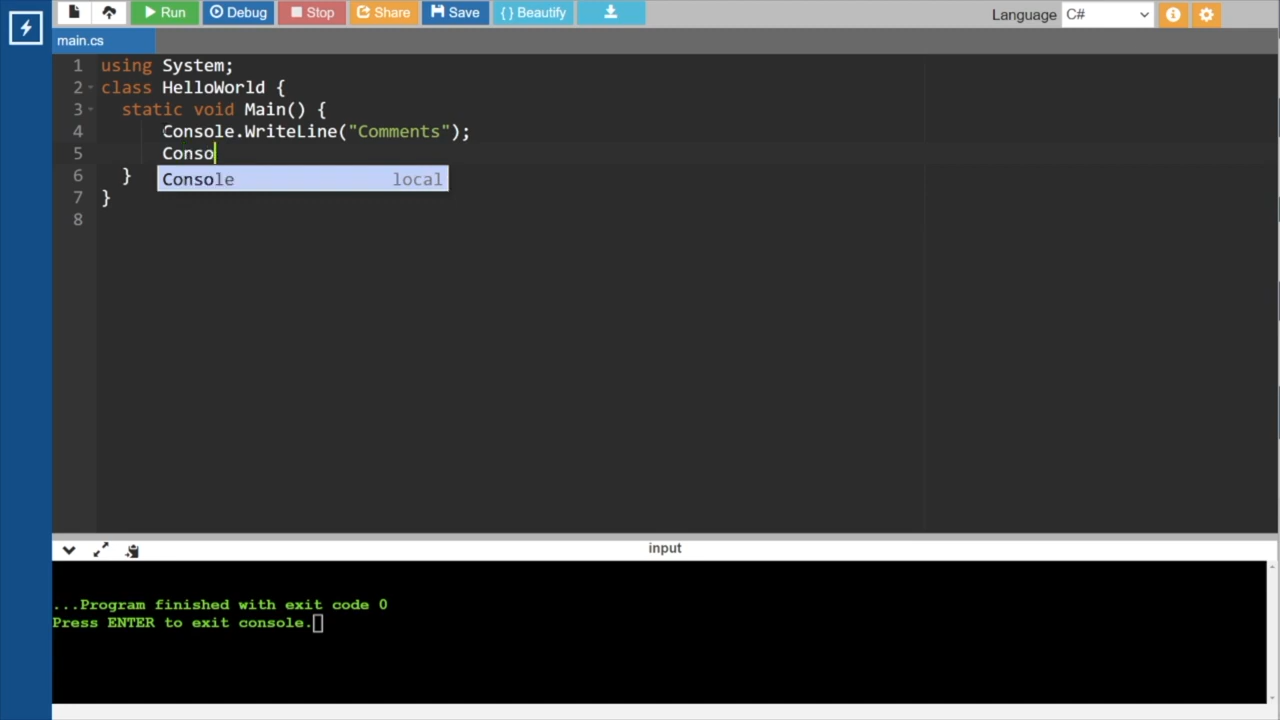 Run Debug Stop Share Save { } Beautify Language C#
main.cs
1 using System;
2 class HelloWorld {
3 static void Main() {
4 Console.WriteLine("Comments");
5 Conso
Console local
6 }
7 }
8
input
...Program finished with exit code 0
Press ENTER to exit console.